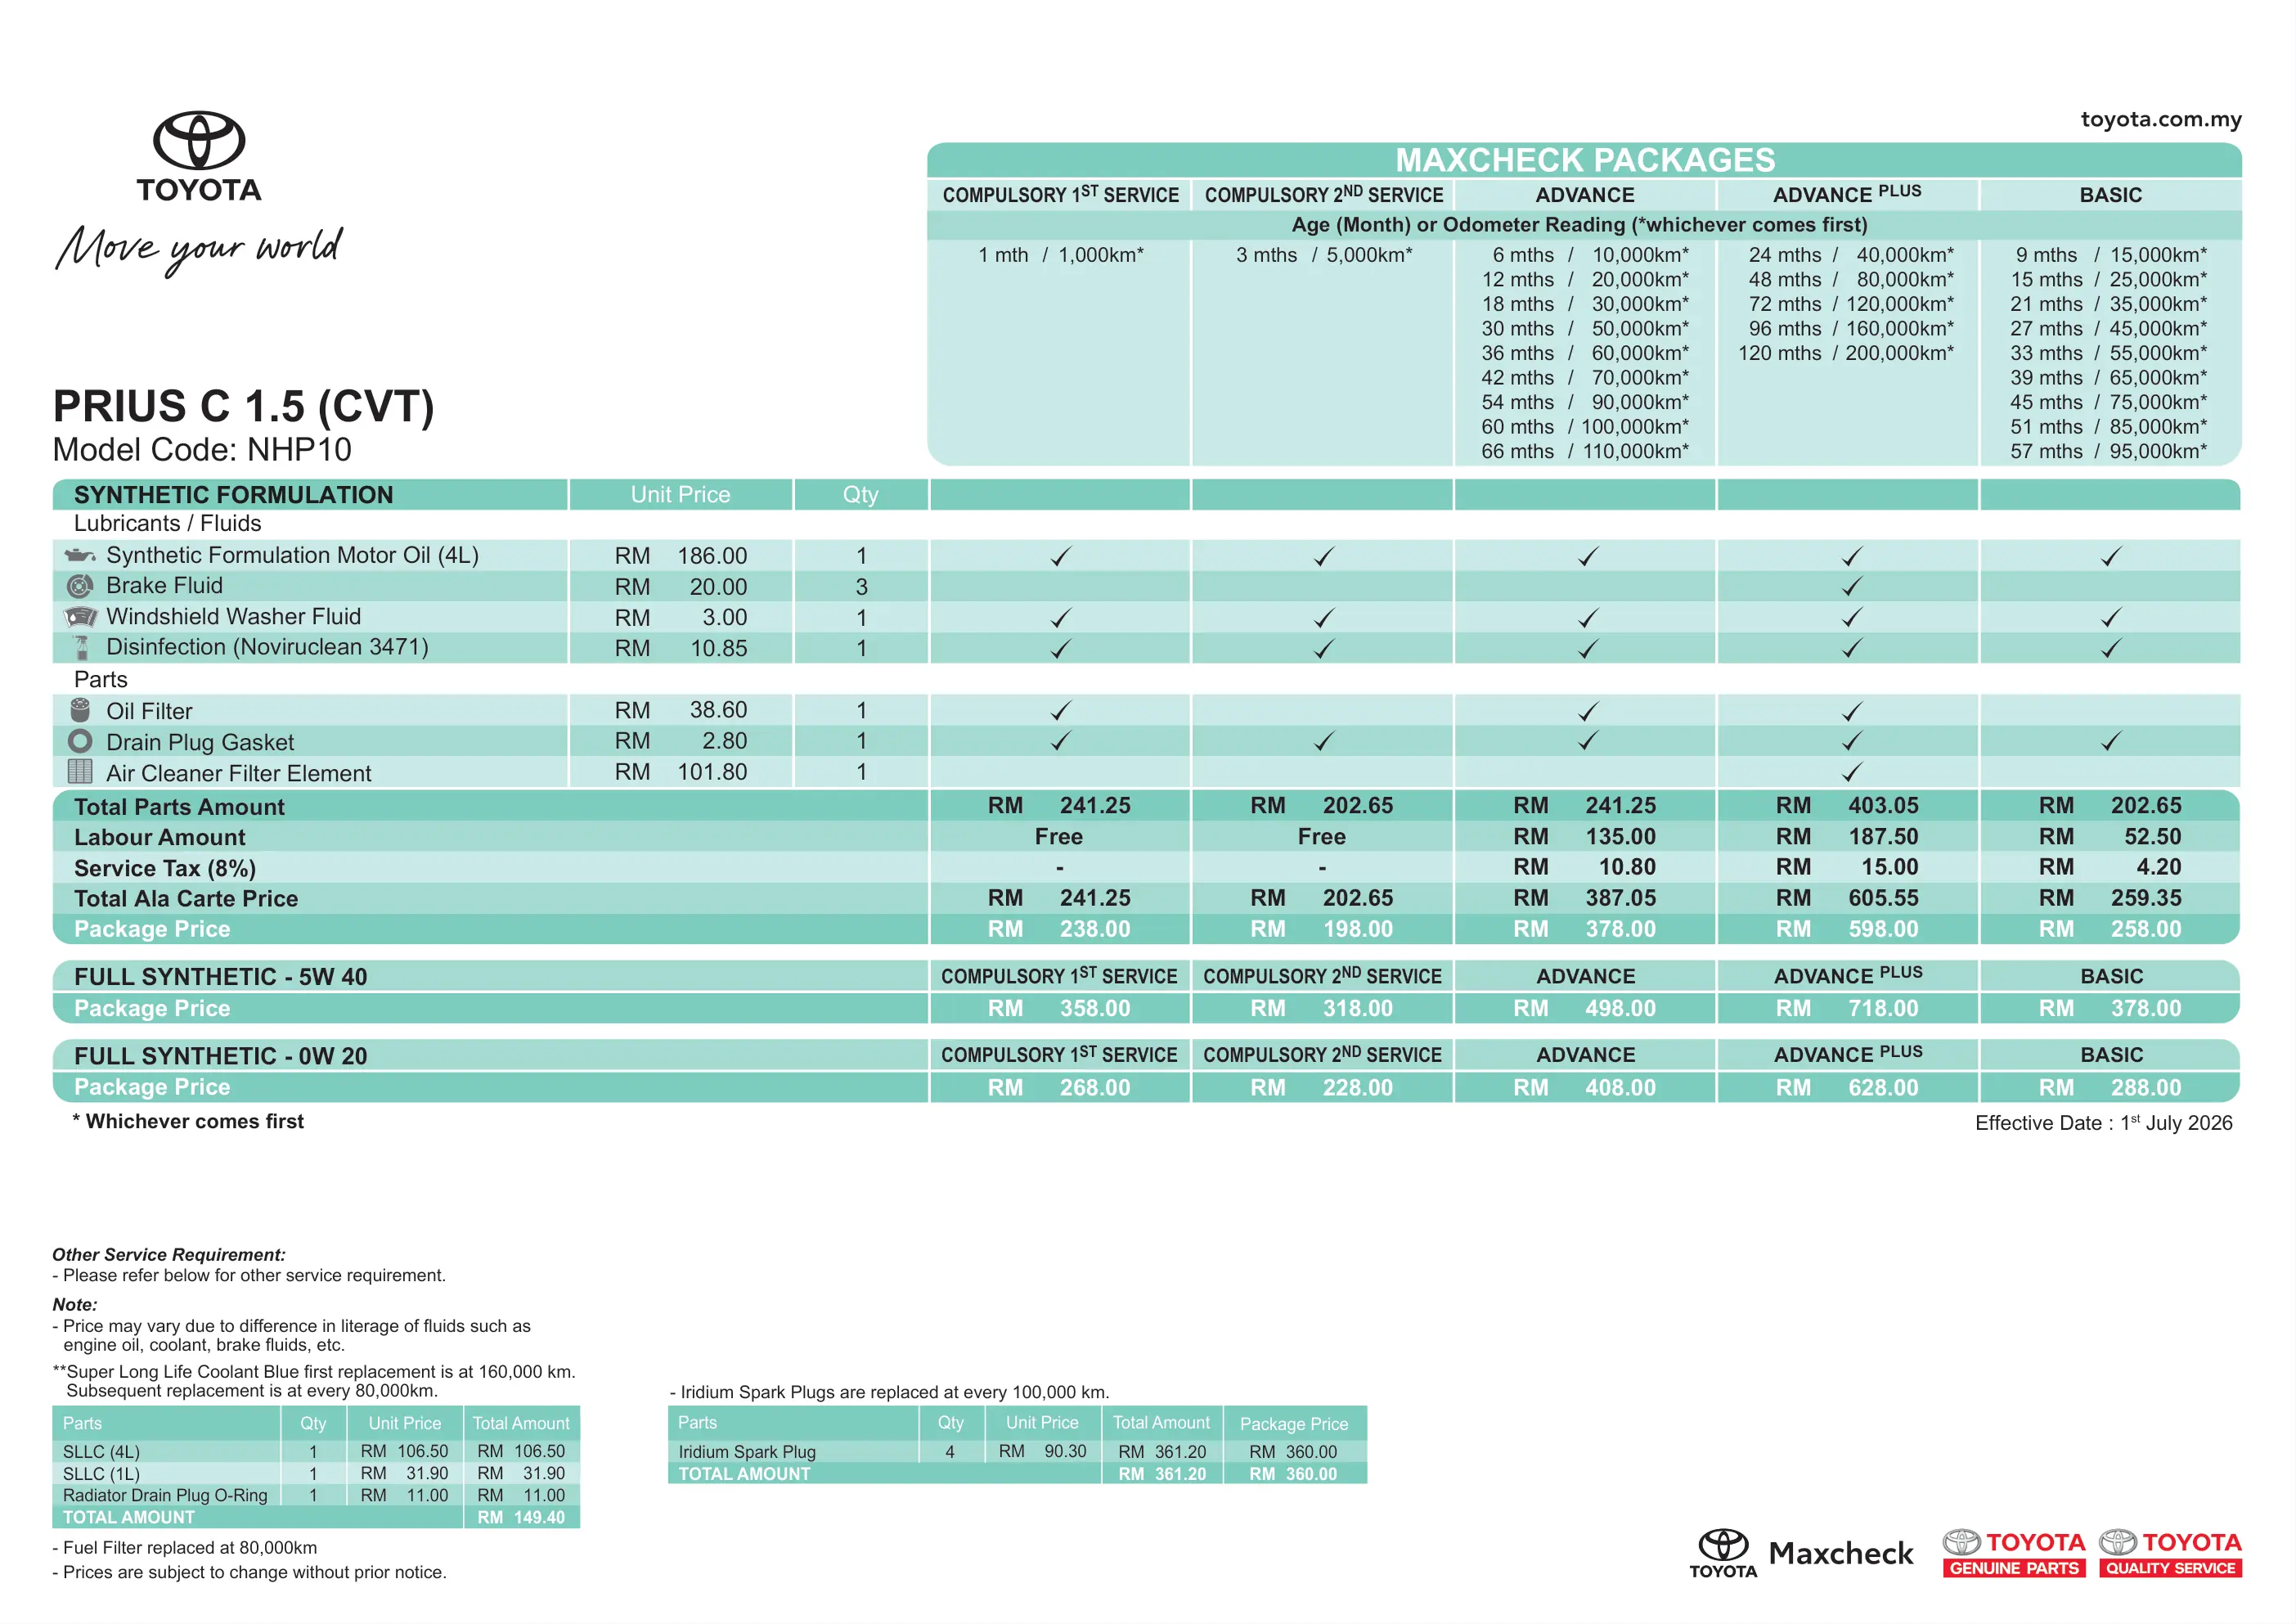 TOYOTA
Move your world
toyota.com.my
PRIUS C 1.5 (CVT)
Model Code: NHP10
MAXCHECK PACKAGES
COMPULSORY 1ST SERVICE COMPULSORY 2ND SERVICE ADVANCE ADVANCE PLUS BASIC
Age (Month) or Odometer Reading (*whichever comes first)
1 mth / 1,000km* 3 mths / 5,000km* 6 mths / 10,000km* 24 mths / 40,000km* 9 mths / 15,000km*
12 mths / 20,000km* 48 mths / 80,000km* 15 mths / 25,000km*
18 mths / 30,000km* 72 mths / 120,000km* 21 mths / 35,000km*
30 mths / 50,000km* 96 mths / 160,000km* 27 mths / 45,000km*
36 mths / 60,000km* 120 mths / 200,000km* 33 mths / 55,000km*
42 mths / 70,000km* 39 mths / 65,000km*
54 mths / 90,000km* 45 mths / 75,000km*
60 mths / 100,000km* 51 mths / 85,000km*
66 mths / 110,000km* 57 mths / 95,000km*
SYNTHETIC FORMULATION Unit Price Qty
Lubricants / Fluids
Synthetic Formulation Motor Oil (4L) RM 186.00 1 ✓ ✓ ✓ ✓ ✓
Brake Fluid RM 20.00 3 ✓
Windshield Washer Fluid RM 3.00 1 ✓ ✓ ✓ ✓ ✓
Disinfection (Noviruclean 3471) RM 10.85 1 ✓ ✓ ✓ ✓ ✓
Parts
Oil Filter RM 38.60 1 ✓ ✓ ✓
Drain Plug Gasket RM 2.80 1 ✓ ✓ ✓ ✓ ✓
Air Cleaner Filter Element RM 101.80 1 ✓
Total Parts Amount RM 241.25 RM 202.65 RM 241.25 RM 403.05 RM 202.65
Labour Amount Free Free RM 135.00 RM 187.50 RM 52.50
Service Tax (8%) - - RM 10.80 RM 15.00 RM 4.20
Total Ala Carte Price RM 241.25 RM 202.65 RM 387.05 RM 605.55 RM 259.35
Package Price RM 238.00 RM 198.00 RM 378.00 RM 598.00 RM 258.00
FULL SYNTHETIC - 5W 40 COMPULSORY 1ST SERVICE COMPULSORY 2ND SERVICE ADVANCE ADVANCE PLUS BASIC
Package Price RM 358.00 RM 318.00 RM 498.00 RM 718.00 RM 378.00
FULL SYNTHETIC - 0W 20 COMPULSORY 1ST SERVICE COMPULSORY 2ND SERVICE ADVANCE ADVANCE PLUS BASIC
Package Price RM 268.00 RM 228.00 RM 408.00 RM 628.00 RM 288.00
* Whichever comes first
Effective Date : 1st July 2026
Other Service Requirement:
- Please refer below for other service requirement.
Note:
- Price may vary due to difference in literage of fluids such as
engine oil, coolant, brake fluids, etc.
**Super Long Life Coolant Blue first replacement is at 160,000 km.
Subsequent replacement is at every 80,000km.
Parts Qty Unit Price Total Amount
SLLC (4L) 1 RM 106.50 RM 106.50
SLLC (1L) 1 RM 31.90 RM 31.90
Radiator Drain Plug O-Ring 1 RM 11.00 RM 11.00
TOTAL AMOUNT RM 149.40
- Fuel Filter replaced at 80,000km
- Prices are subject to change without prior notice.
- Iridium Spark Plugs are replaced at every 100,000 km.
Parts Qty Unit Price Total Amount Package Price
Iridium Spark Plug 4 RM 90.30 RM 361.20 RM 360.00
TOTAL AMOUNT RM 361.20 RM 360.00
TOYOTA Maxcheck
TOYOTA
GENUINE PARTS
TOYOTA
QUALITY SERVICE